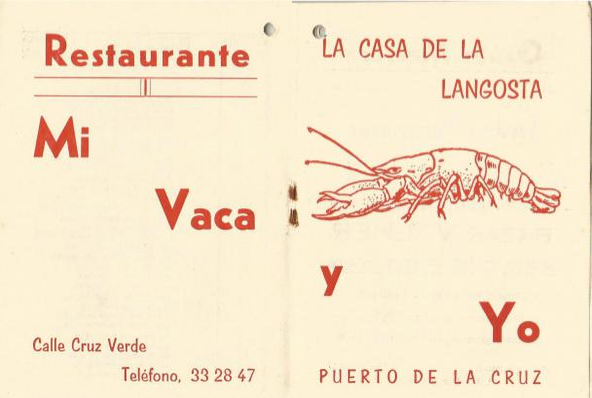 Restaurante
Mi
Vaca
Calle Cruz Verde
Teléfono, 33 28 47
LA CASA DE LA
LANGOSTA
y
Yo
PUERTO DE LA CRUZ